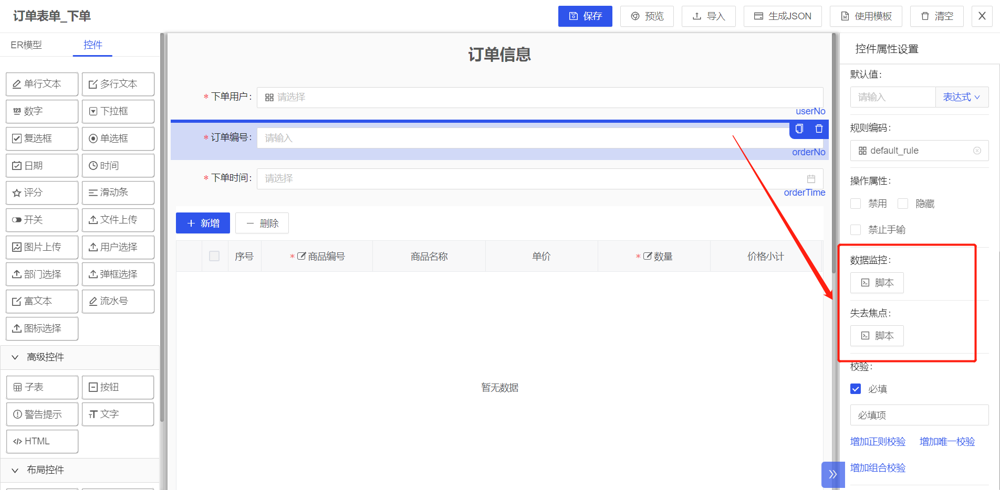 订单表单_下单
保存
预览
导入
生成JSON
使用模板
清空
X
ER模型
控件
单行文本
多行文本
123 数字
下拉框
复选框
单选框
日期
时间
评分
滑动条
开关
文件上传
图片上传
用户选择
部门选择
弹框选择
富文本
流水号
图标选择
高级控件
子表
按钮
警告提示
文字
HTML
布局控件
订单信息
* 下单用户:
请选择
userNo
* 订单编号:
请输入
orderNo
* 下单时间:
请选择
orderTime
+ 新增
— 删除
序号
* 商品编号
商品名称
单价
* 数量
价格小计
暂无数据
控件属性设置
默认值:
请输入
表达式
规则编码:
default_rule
操作属性:
禁用
隐藏
禁止手输
数据监控:
脚本
失去焦点:
脚本
校验:
必填
必填项
增加正则校验
增加唯一校验
增加组合校验